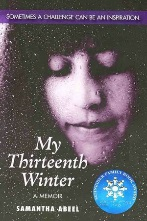 SOMETIMES A CHALLENGE CAN BE AN INSPIRATION
My
Thirteenth
Winter
A MEMOIR
SAMANTHA ABEEL